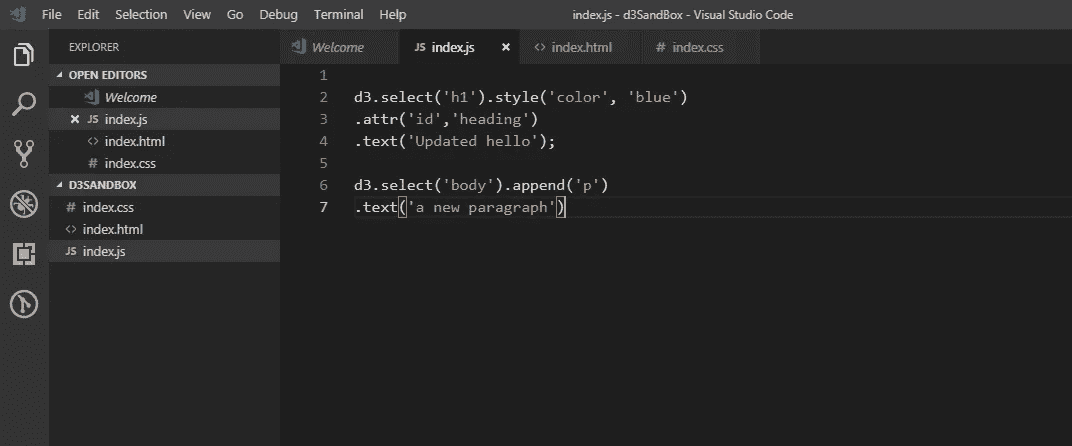 File Edit Selection View Go Debug Terminal Help index.js - d3SandBox - Visual Studio Code
EXPLORER
Welcome JS index.js × <> index.html # index.css
OPEN EDITORS
Welcome
× JS index.js
<> index.html
# index.css
D3SANDBOX
# index.css
<> index.html
JS index.js
1
2 d3.select('h1').style('color', 'blue')
3 .attr('id','heading')
4 .text('Updated hello');
5
6 d3.select('body').append('p')
7 .text('a new paragraph')